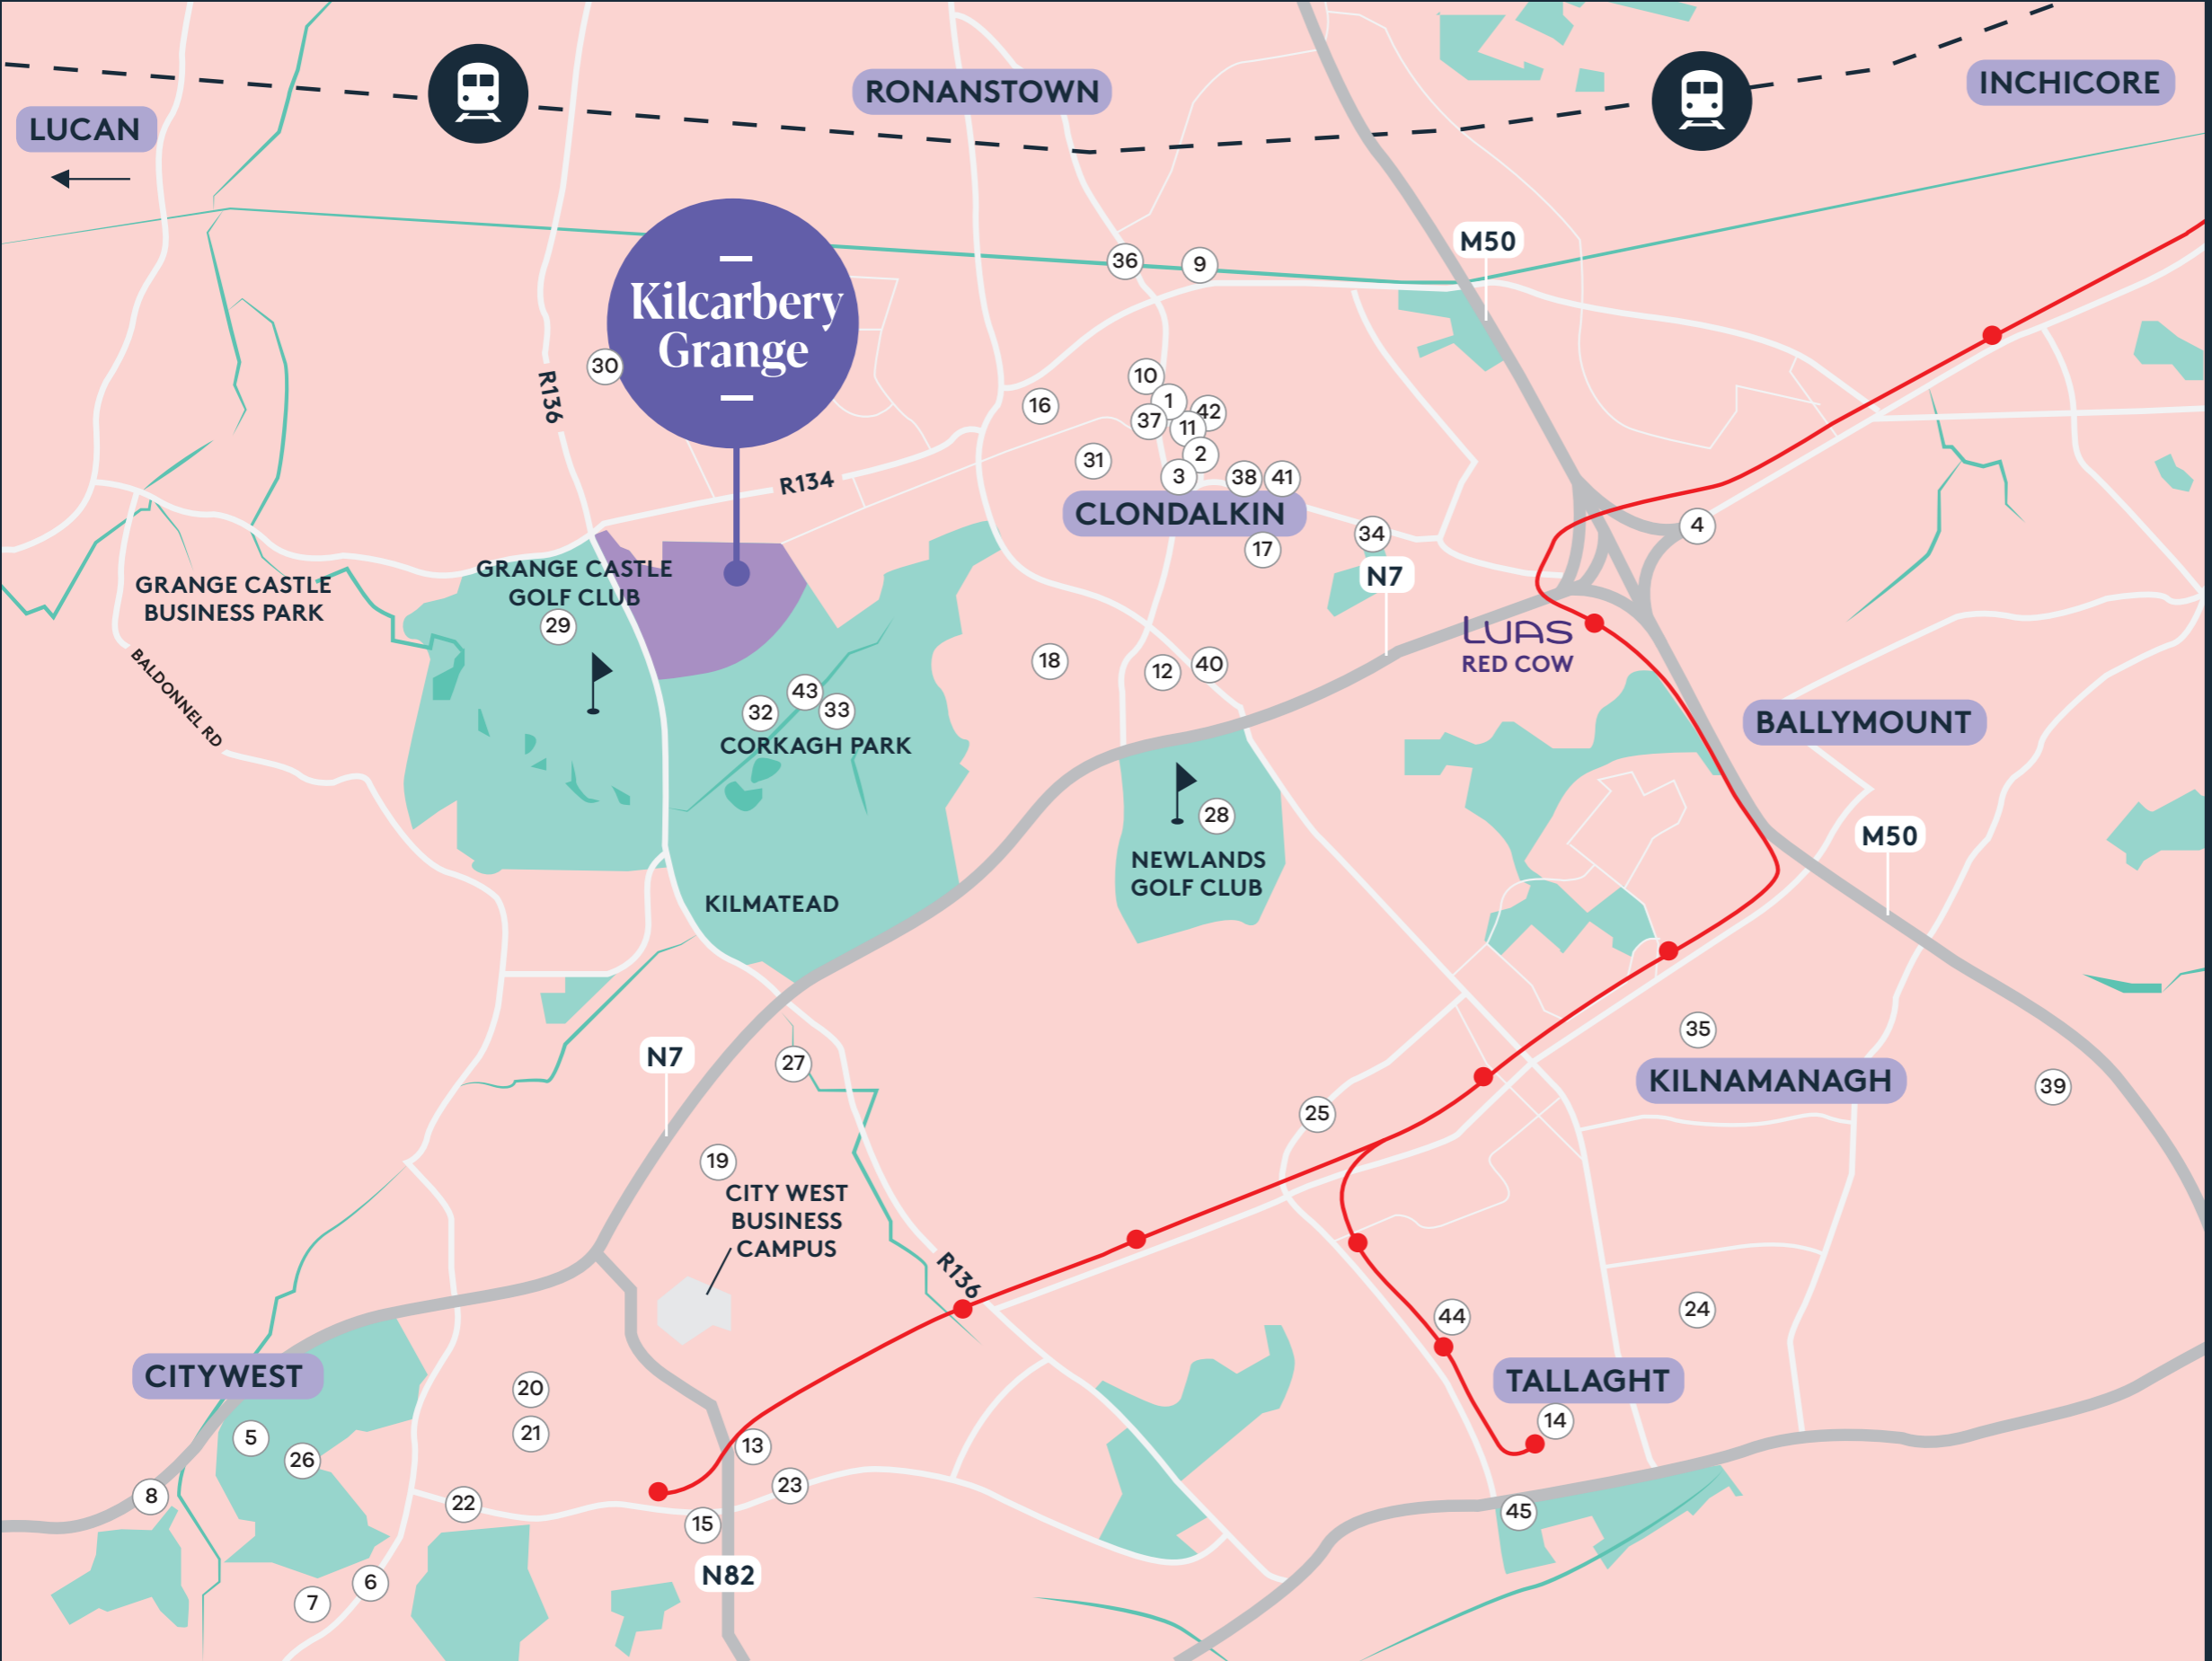 RONANSTOWN
INCHICORE
LUCAN
M50
36
9
Kilcarbery
Grange
30
R136
10
1
42
37
11
16
2
31
3
38
41
R134
CLONDALKIN
4
34
17
N7
GRANGE CASTLE
GOLF CLUB
29
GRANGE CASTLE
BUSINESS PARK
LUAS
RED COW
BALDONNEL RD
18
12
40
43
32
33
CORKAGH PARK
BALLYMOUNT
28
NEWLANDS
GOLF CLUB
M50
KILMATEAD
35
N7
27
KILNAMANAGH
39
25
19
CITY WEST
BUSINESS
CAMPUS
R136
44
24
CITYWEST
20
TALLAGHT
14
5
21
13
26
23
8
22
15
45
N82
6
7